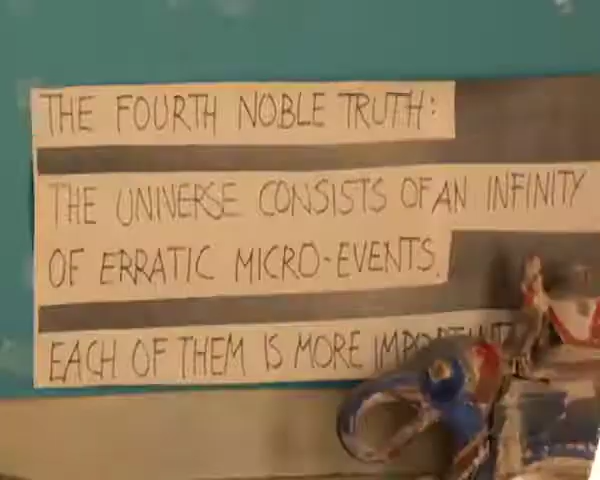 THE FOURTH NOBLE TRUTH:
THE UNIVERSE CONSISTS OF AN INFINITY
OF ERRATIC MICRO-EVENTS.
EACH OF THEM IS MORE IMPORTANT